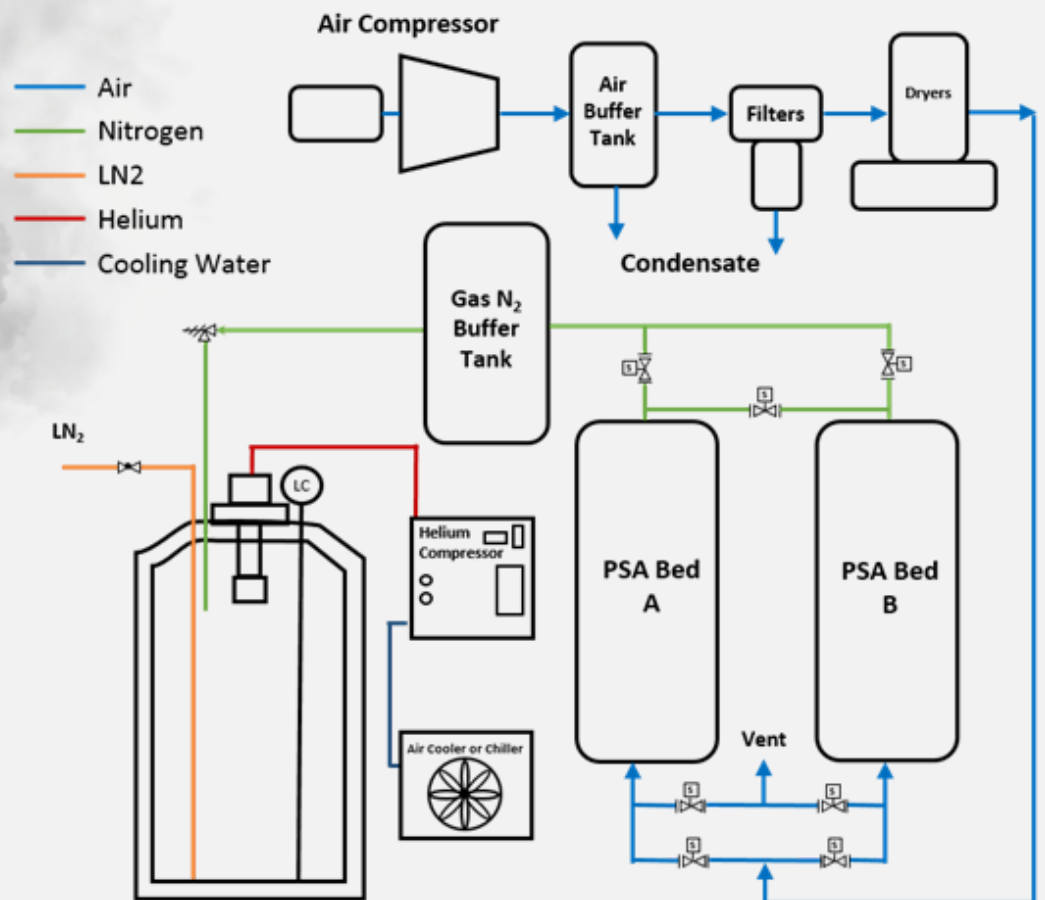 Air Compressor
Air
Nitrogen
LN2
Helium
Cooling Water
Air
Buffer
Tank
Filters
Dryers
Condensate
Gas N₂
Buffer
Tank
S
S
S
LN₂
LC
Helium
Compressor
PSA Bed
A
PSA Bed
B
Air Cooler or Chiller
Vent
S
S
S
S